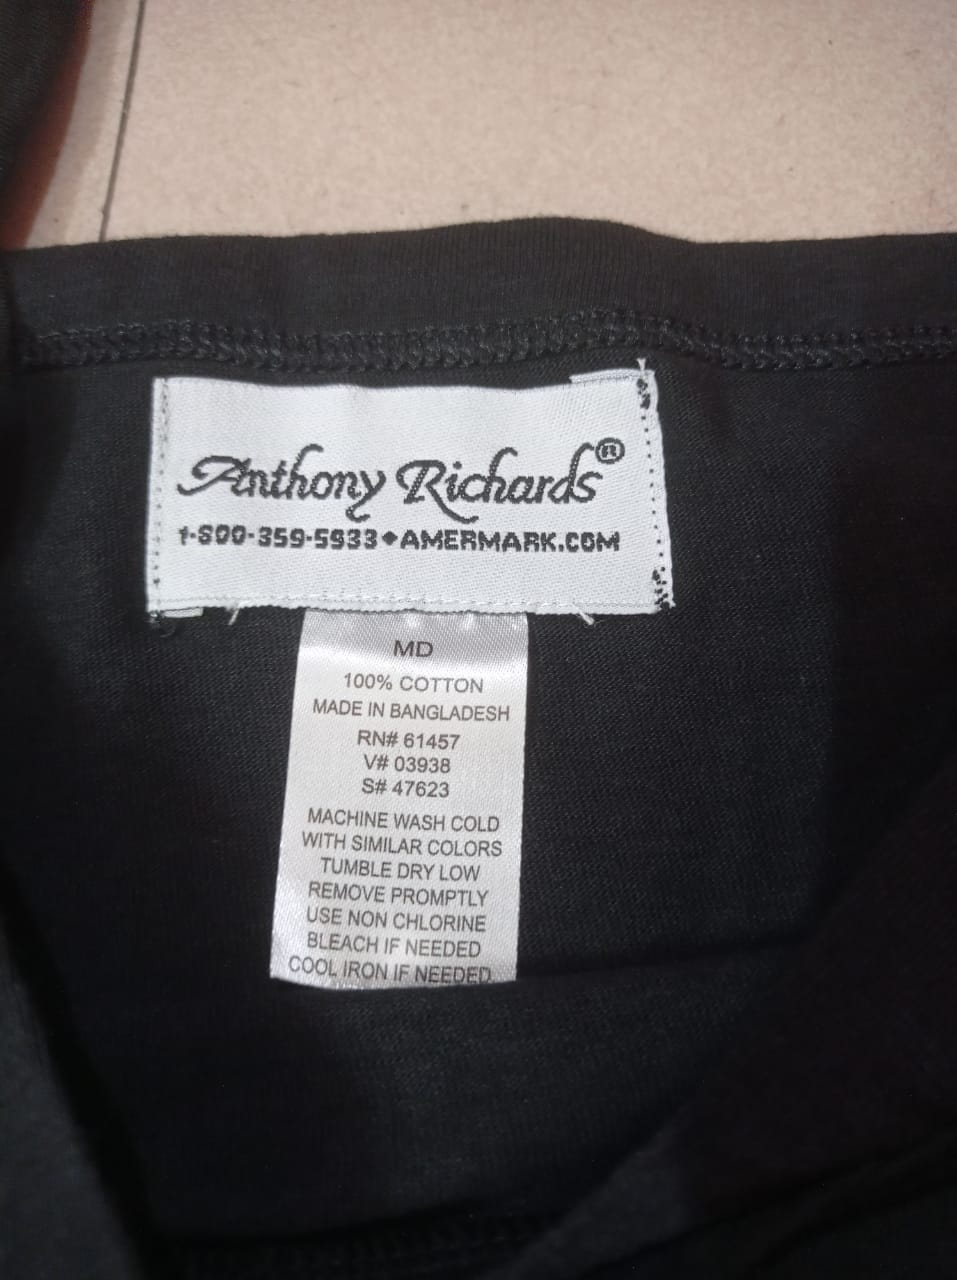 Anthony Richards®
1-800-359-5933◆AMERMARK.COM
MD
100% COTTON
MADE IN BANGLADESH
RN# 61457
V# 03938
S# 47623
MACHINE WASH COLD
WITH SIMILAR COLORS
TUMBLE DRY LOW
REMOVE PROMPTLY
USE NON CHLORINE
BLEACH IF NEEDED
COOL IRON IF NEEDED